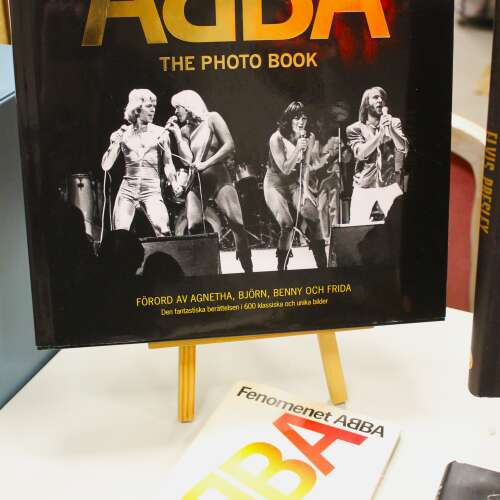 ABBA
THE PHOTO BOOK
FÖRORD AV AGNETHA, BJÖRN, BENNY OCH FRIDA
Den fantastiska berättelsen i 600 klassiska och unika bilder
Fenomenet ABBA
BBA
ELVIS PRESLEY